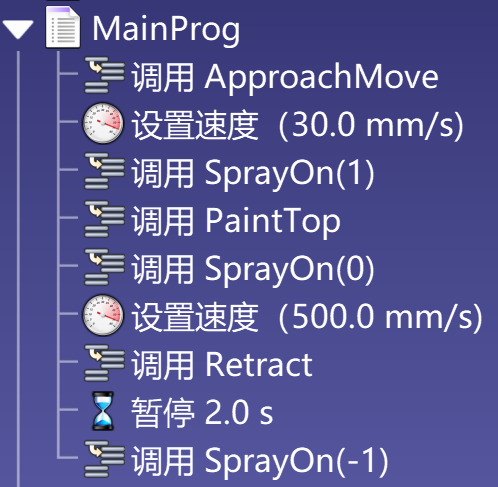 MainProg
调用 ApproachMove
设置速度（30.0 mm/s)
调用 SprayOn(1)
调用 PaintTop
调用 SprayOn(0)
设置速度（500.0 mm/s)
调用 Retract
暂停 2.0 s
调用 SprayOn(-1)